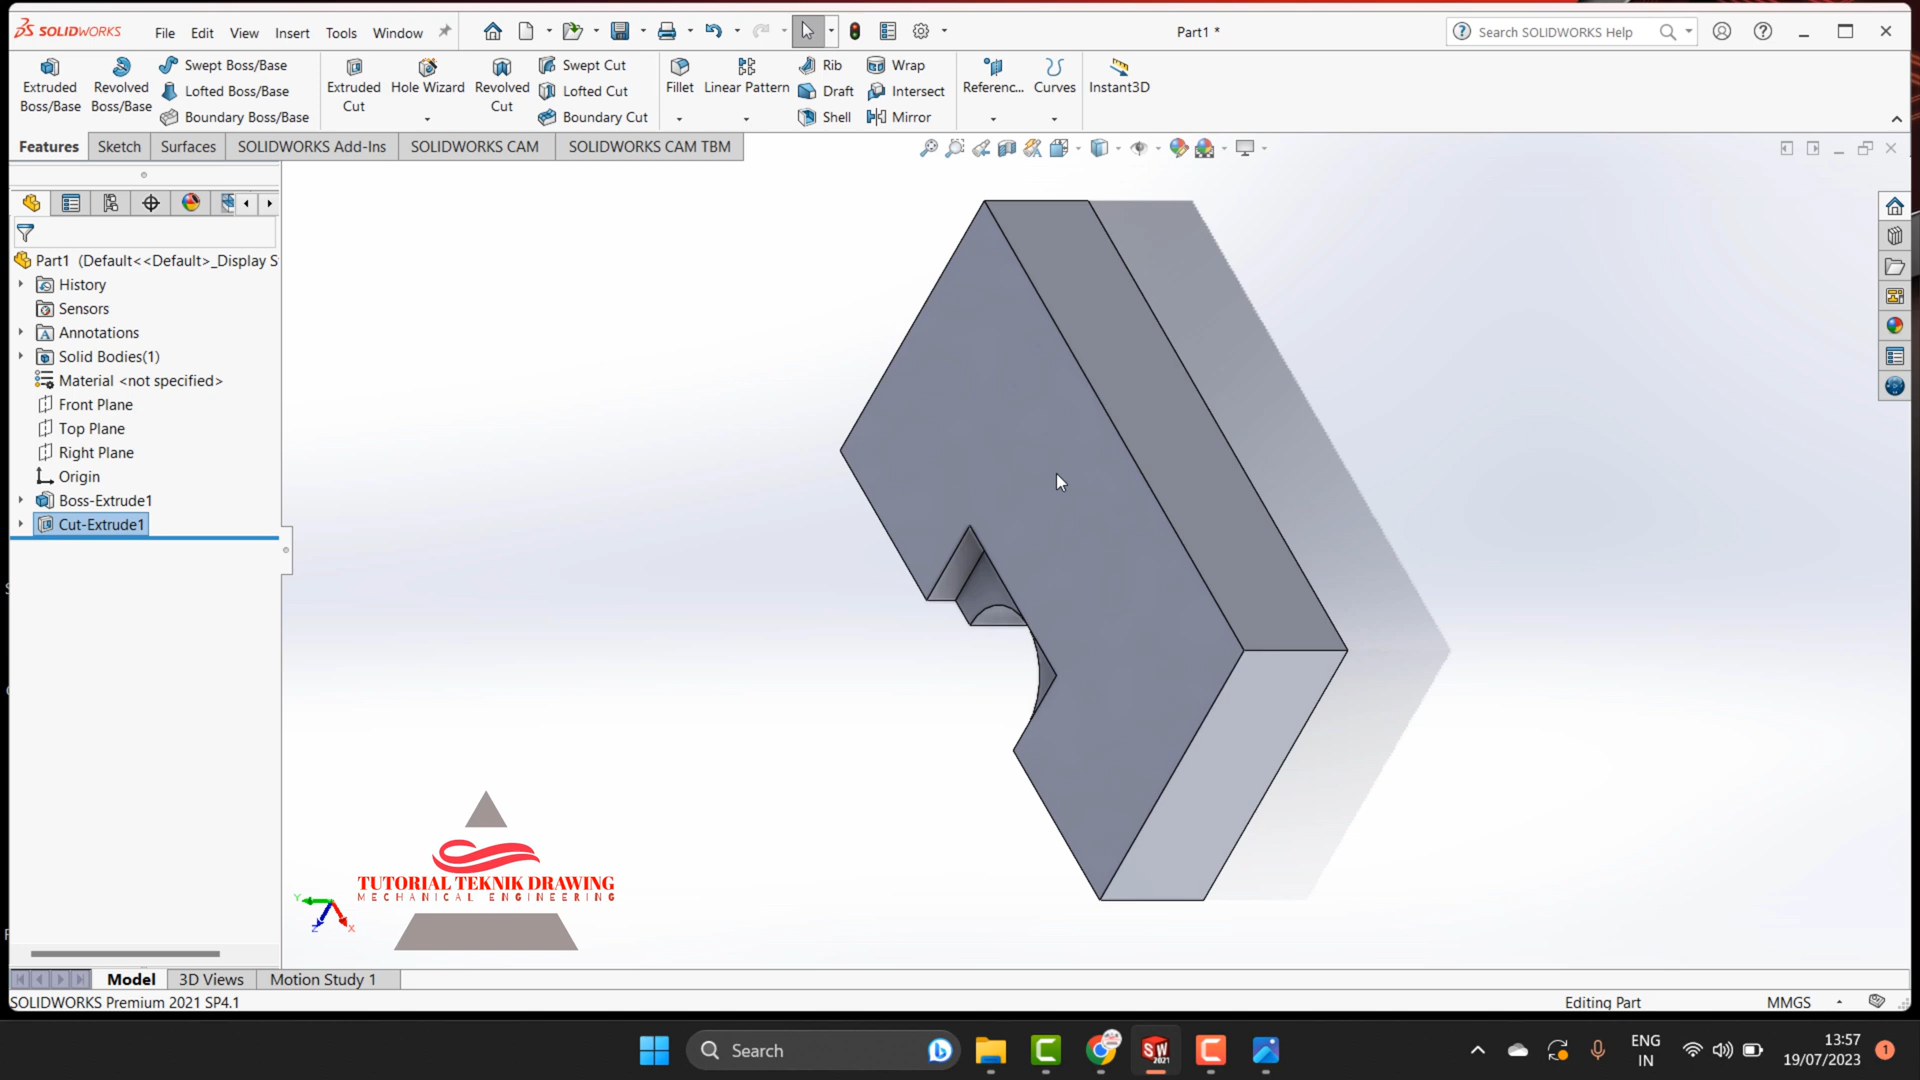 SOLIDWORKS File Edit View Insert Tools Window Part1 * Search SOLIDWORKS Help
Extruded Boss/Base
Revolved Boss/Base
Swept Boss/Base
Lofted Boss/Base
Boundary Boss/Base
Extruded Cut
Hole Wizard
Revolved Cut
Swept Cut
Lofted Cut
Boundary Cut
Fillet
Linear Pattern
Rib
Draft
Shell
Wrap
Intersect
Mirror
Referenc...
Curves
Instant3D
Features Sketch Surfaces SOLIDWORKS Add-Ins SOLIDWORKS CAM SOLIDWORKS CAM TBM
Part1 (Default<<Default>_Display S
History
Sensors
Annotations
Solid Bodies(1)
Material <not specified>
Front Plane
Top Plane
Right Plane
Origin
Boss-Extrude1
Cut-Extrude1
TUTORIAL TEKNIK DRAWING
MECHANICAL ENGINEERING
Y
Z
X
Model 3D Views Motion Study 1
SOLIDWORKS Premium 2021 SP4.1 Editing Part MMGS
Search
SW
2021
ENG
IN
13:57
19/07/2023
1